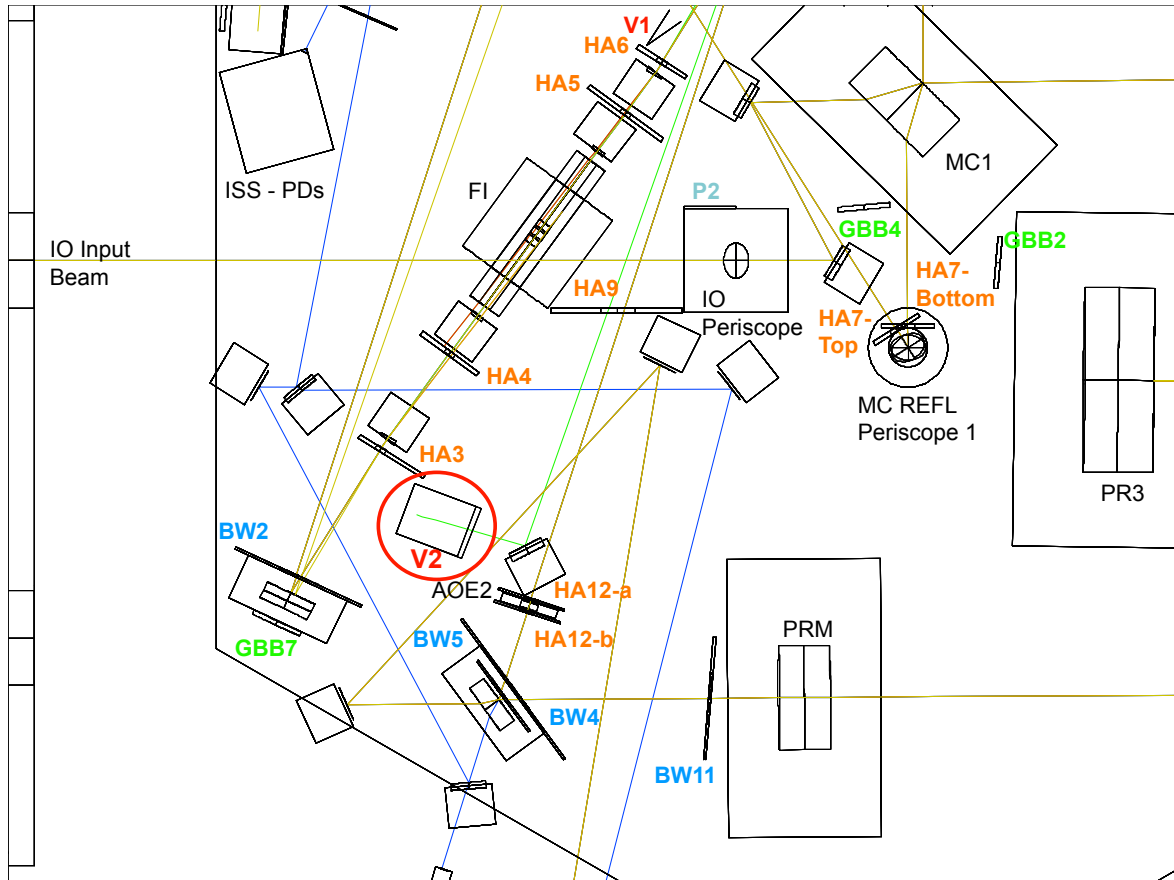 V1
HA6
HA5
MC1
ISS - PDs
FI
P2
GBB4
GBB2
IO Input
Beam
HA9
IO
Periscope
HA7-
Bottom
HA7-
Top
HA4
MC REFL
Periscope 1
HA3
PR3
BW2
V2
AOE2
HA12-a
HA12-b
GBB7
BW5
PRM
BW4
BW11